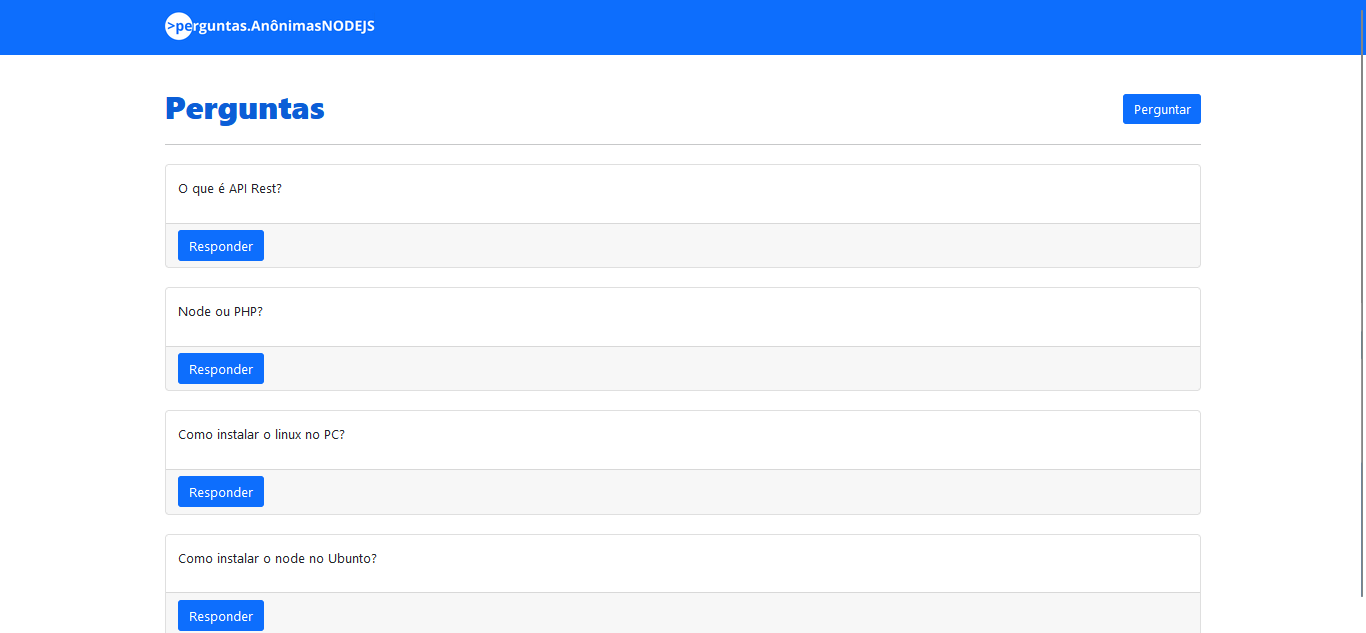 >perguntas.AnônimasNODEJS
Perguntas
Perguntar
O que é API Rest?
Responder
Node ou PHP?
Responder
Como instalar o linux no PC?
Responder
Como instalar o node no Ubunto?
Responder